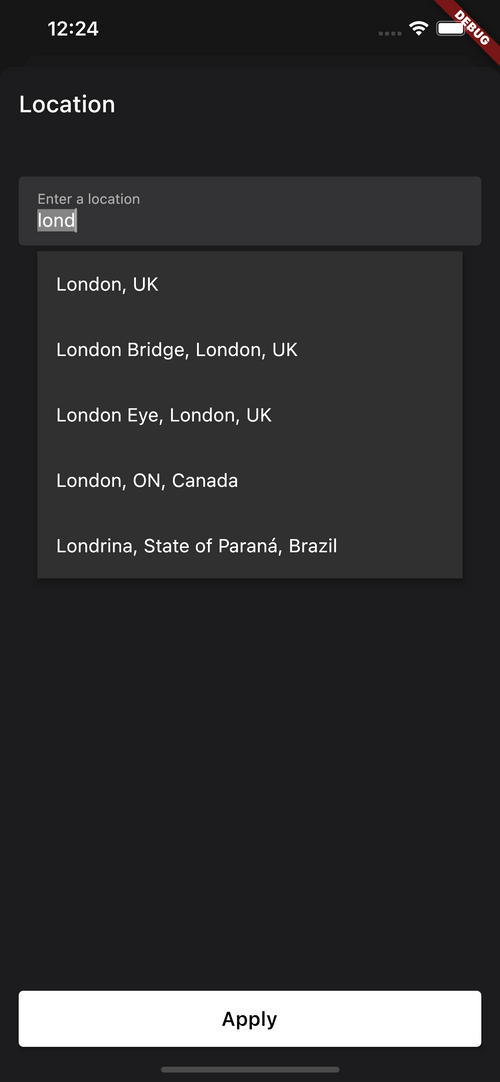 12:24
DEBUG
Location
Enter a location
lond
London, UK
London Bridge, London, UK
London Eye, London, UK
London, ON, Canada
Londrina, State of Paraná, Brazil
Apply